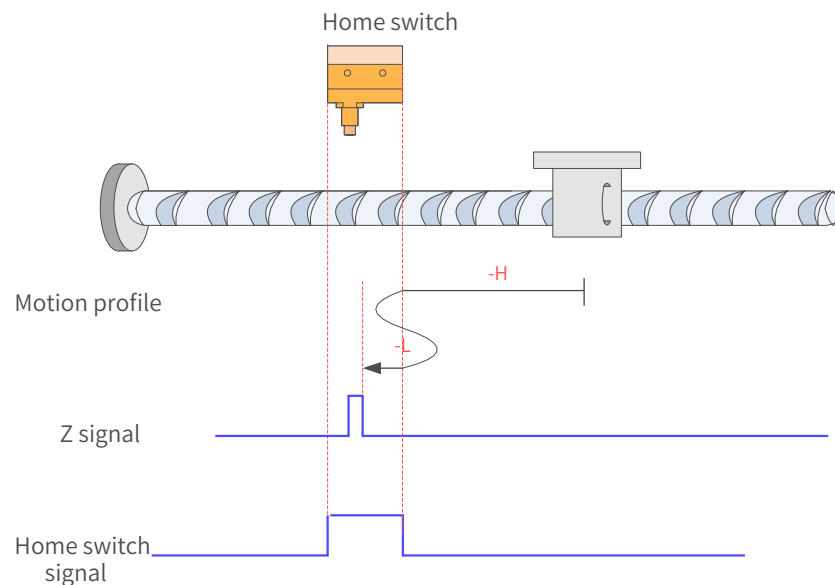 Home switch
-H
Motion profile
-L
Z signal
Home switch
signal